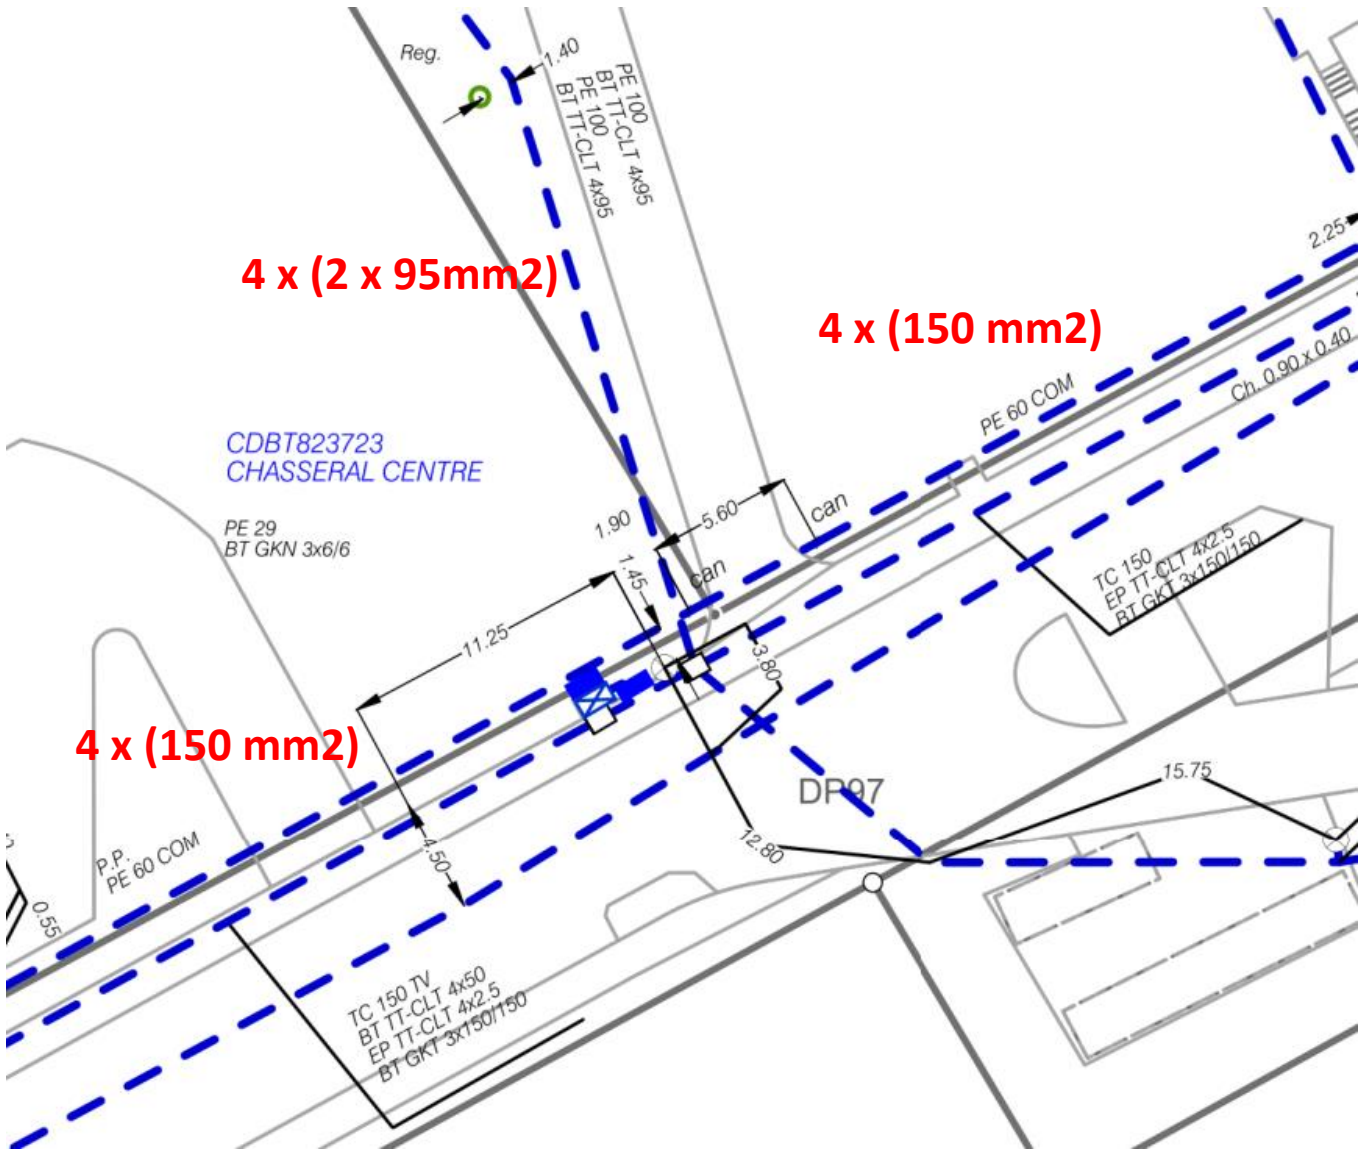 Reg.
1.40
PE 100
BT TT-CLT 4x95
PE 100
BT TT-CLT 4x95
2.25
4 x (2 x 95mm2)
4 x (150 mm2)
Ch. 0.90 x 0.40
PE 60 COM
CDBT823723
CHASSERAL CENTRE
PE 29
BT GKN 3x6/6
1.90
5.60
can
can
1.45
TC 150
EP TT-CLT 4x2.5
BT GKT 3x150/150
11.25
3.80
4 x (150 mm2)
DP97
15.75
12.80
4.50
P.P.
PE 60 COM
0.55
TC 150 TV
BT TT-CLT 4x50
EP TT-CLT 4x2.5
BT GKT 3x150/150